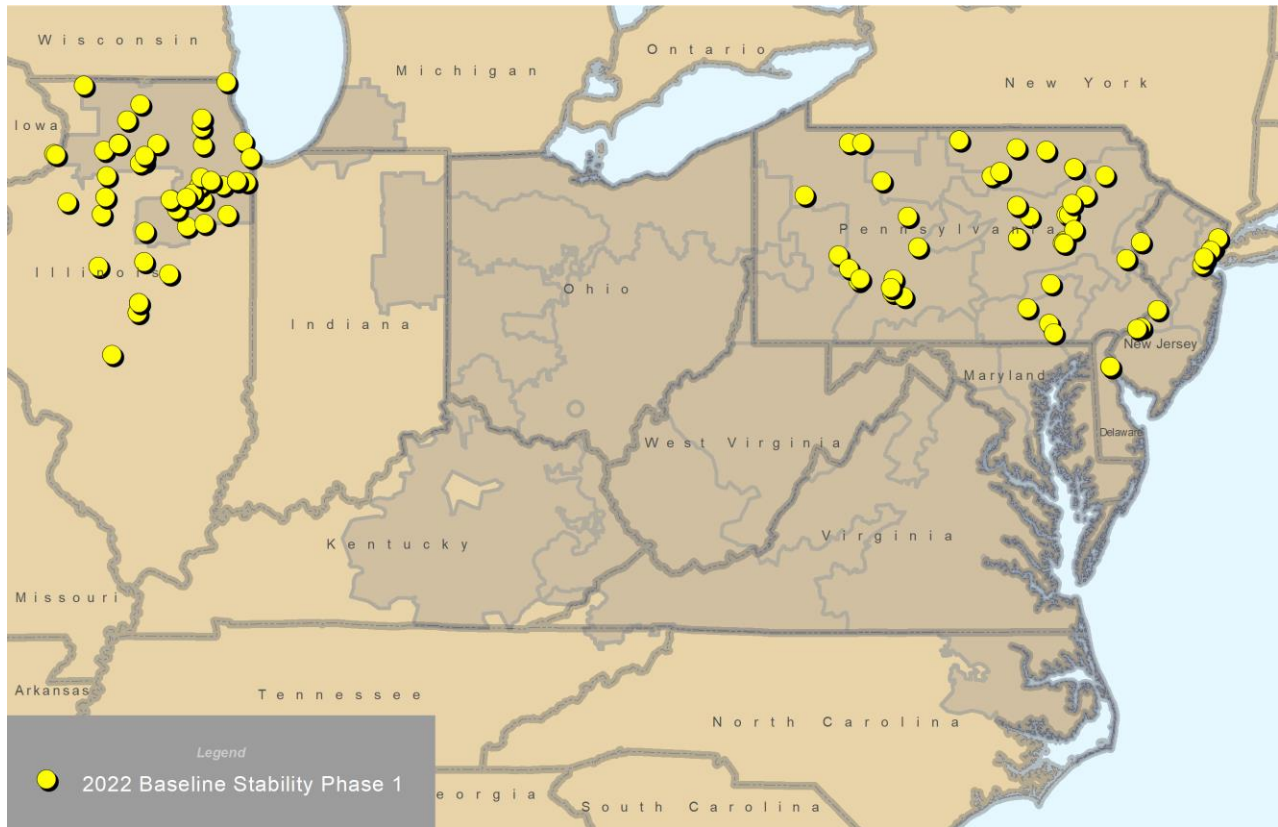 Wisconsin
Michigan
Ontario
New York
Iowa
Pennsylvania
Illinois
Ohio
Indiana
New Jersey
Maryland
Delaware
West Virginia
Virginia
Kentucky
Missouri
Arkansas
Tennessee
North Carolina
Legend
2022 Baseline Stability Phase 1
eorgia
South Carolina